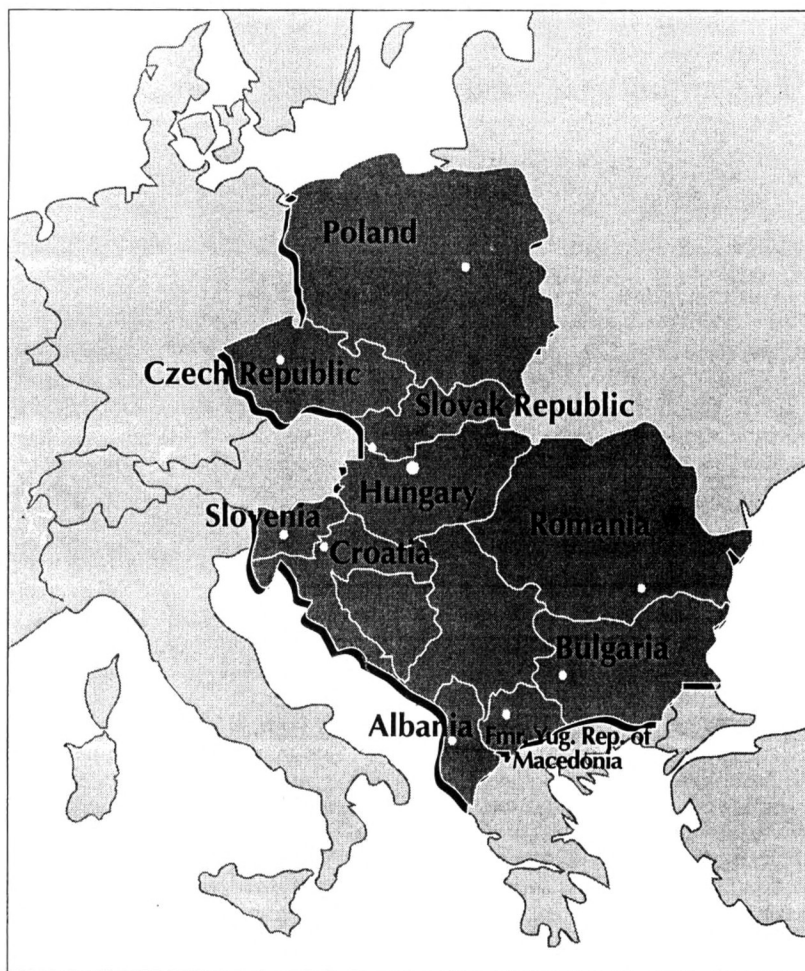 Poland
Czech Republic
Slovak Republic
Hungary
Slovenia
Croatia
Romania
Bulgaria
Albania
Fmr. Yug. Rep. of
Macedonia